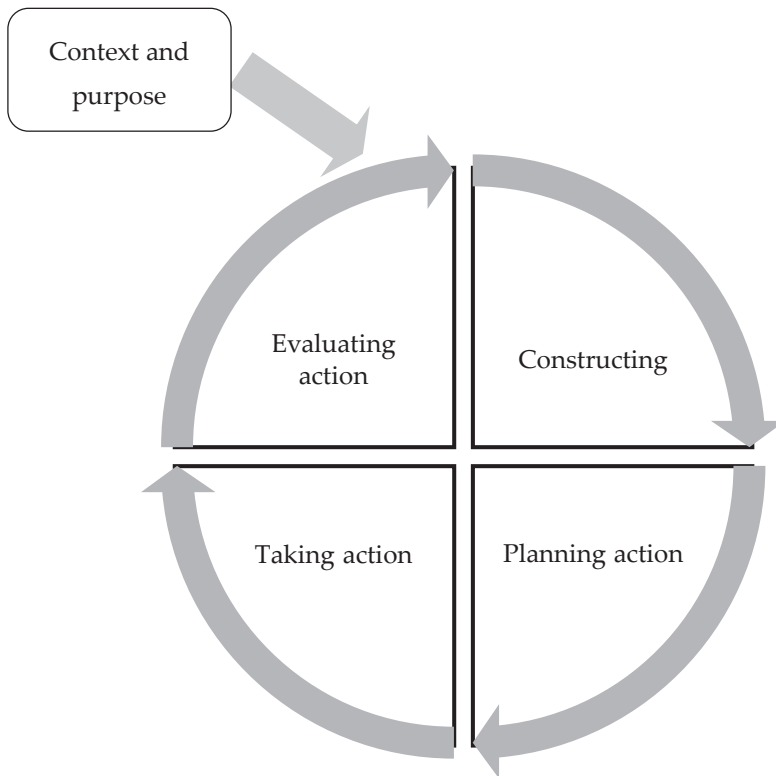 Context and
purpose
Evaluating
action
Constructing
Taking action
Planning action